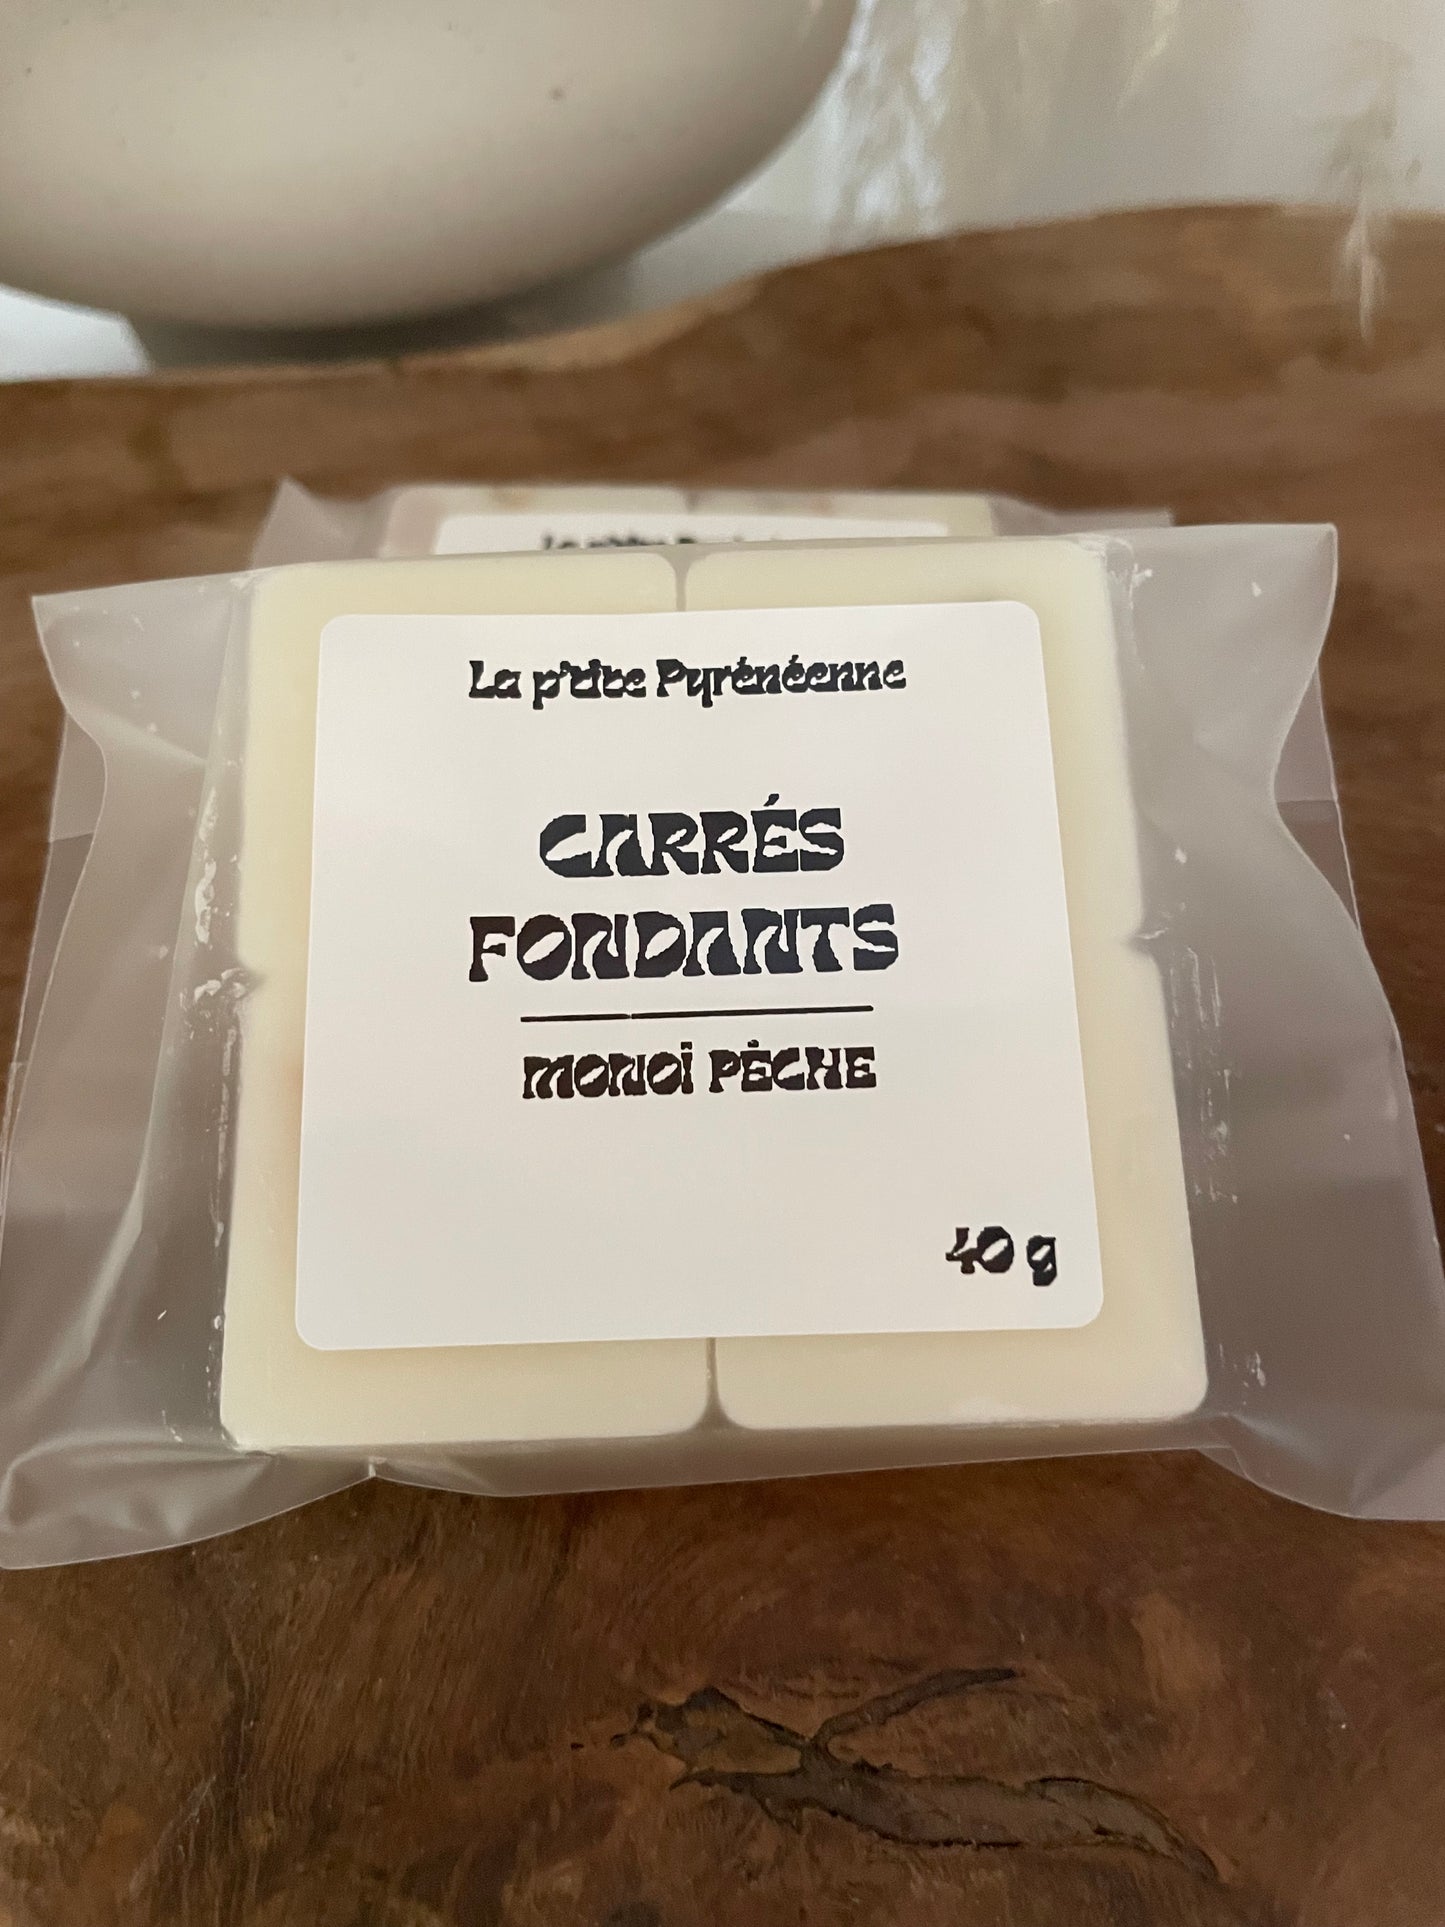 La p'tite Pyrénéenne
CARRÉS
FONDANTS
MONOÏ PÊCHE
40 g